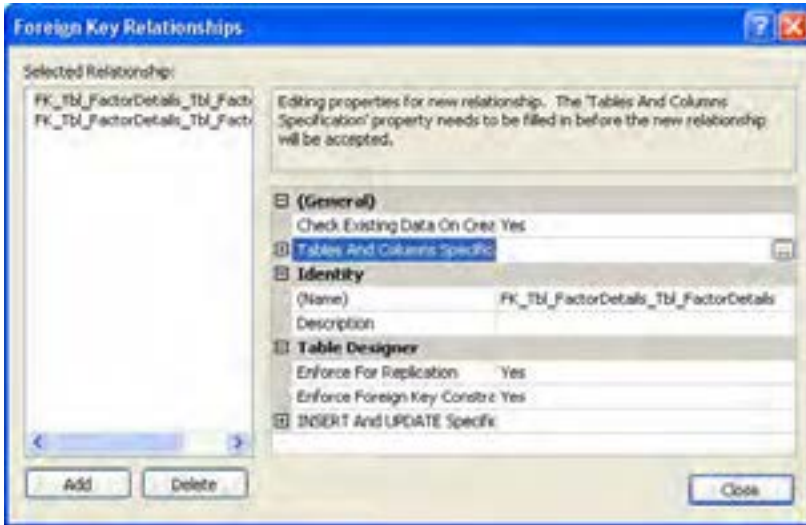 Foreign Key Relationships
Selected Relationship:
FK_Tbl_FactorDetails_Tbl_Facto
FK_Tbl_FactorDetails_Tbl_Facto
Editing properties for new relationship. The 'Tables And Columns
Specification' property needs to be filled in before the new relationship
will be accepted.
(General)
Check Existing Data On Crea Yes
Tables And Columns Specific
Identity
(Name) FK_Tbl_FactorDetails_Tbl_FactorDetails
Description
Table Designer
Enforce For Replication Yes
Enforce Foreign Key Constra Yes
INSERT And UPDATE Specific
Add Delete Close